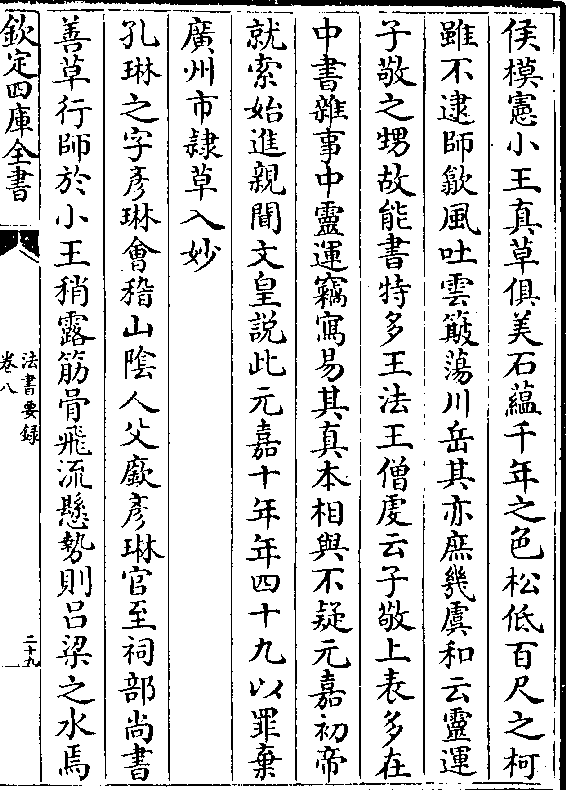 侯模憲小王真草俱美石蘊千年之色松低百尺之柯
雖不逮師歙風吐雲簸蕩川岳其亦庶幾虞和云靈運
子敬之甥故能書特多王法王僧虔云子敬上表多在
中書雜事中靈運竊寫易其真本相與不疑元嘉初帝
就索始進親聞文皇説此元嘉十年年四十九以罪棄
廣州市隷草入妙
孔琳之字彥琳會稽山陰人父廞彥琳官至祠部尚書
善草行師於小王稍露筋骨飛流懸勢則吕梁之水焉
欽定四庫全書
法書要録
卷八
二十九